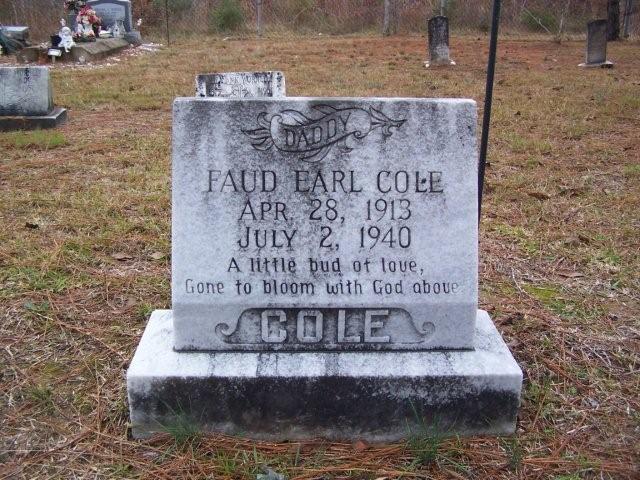 DADDY
FAUD EARL COLE
APR. 28, 1913
JULY 2, 1940
A little bud of love,
Gone to bloom with God above.
COLE